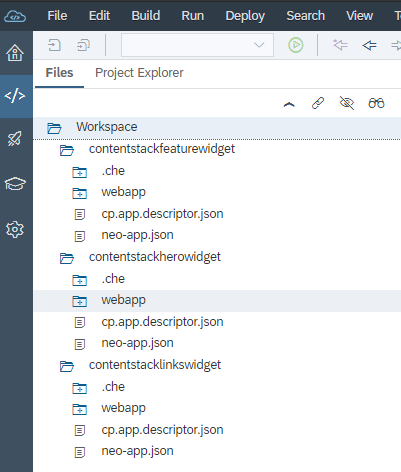 File Edit Build Run Deploy Search View
Files Project Explorer
Workspace
contentstackfeaturewidget
.che
webapp
cp.app.descriptor.json
neo-app.json
contentstackherowidget
.che
webapp
cp.app.descriptor.json
neo-app.json
contentstacklinkswidget
.che
webapp
cp.app.descriptor.json
neo-app.json